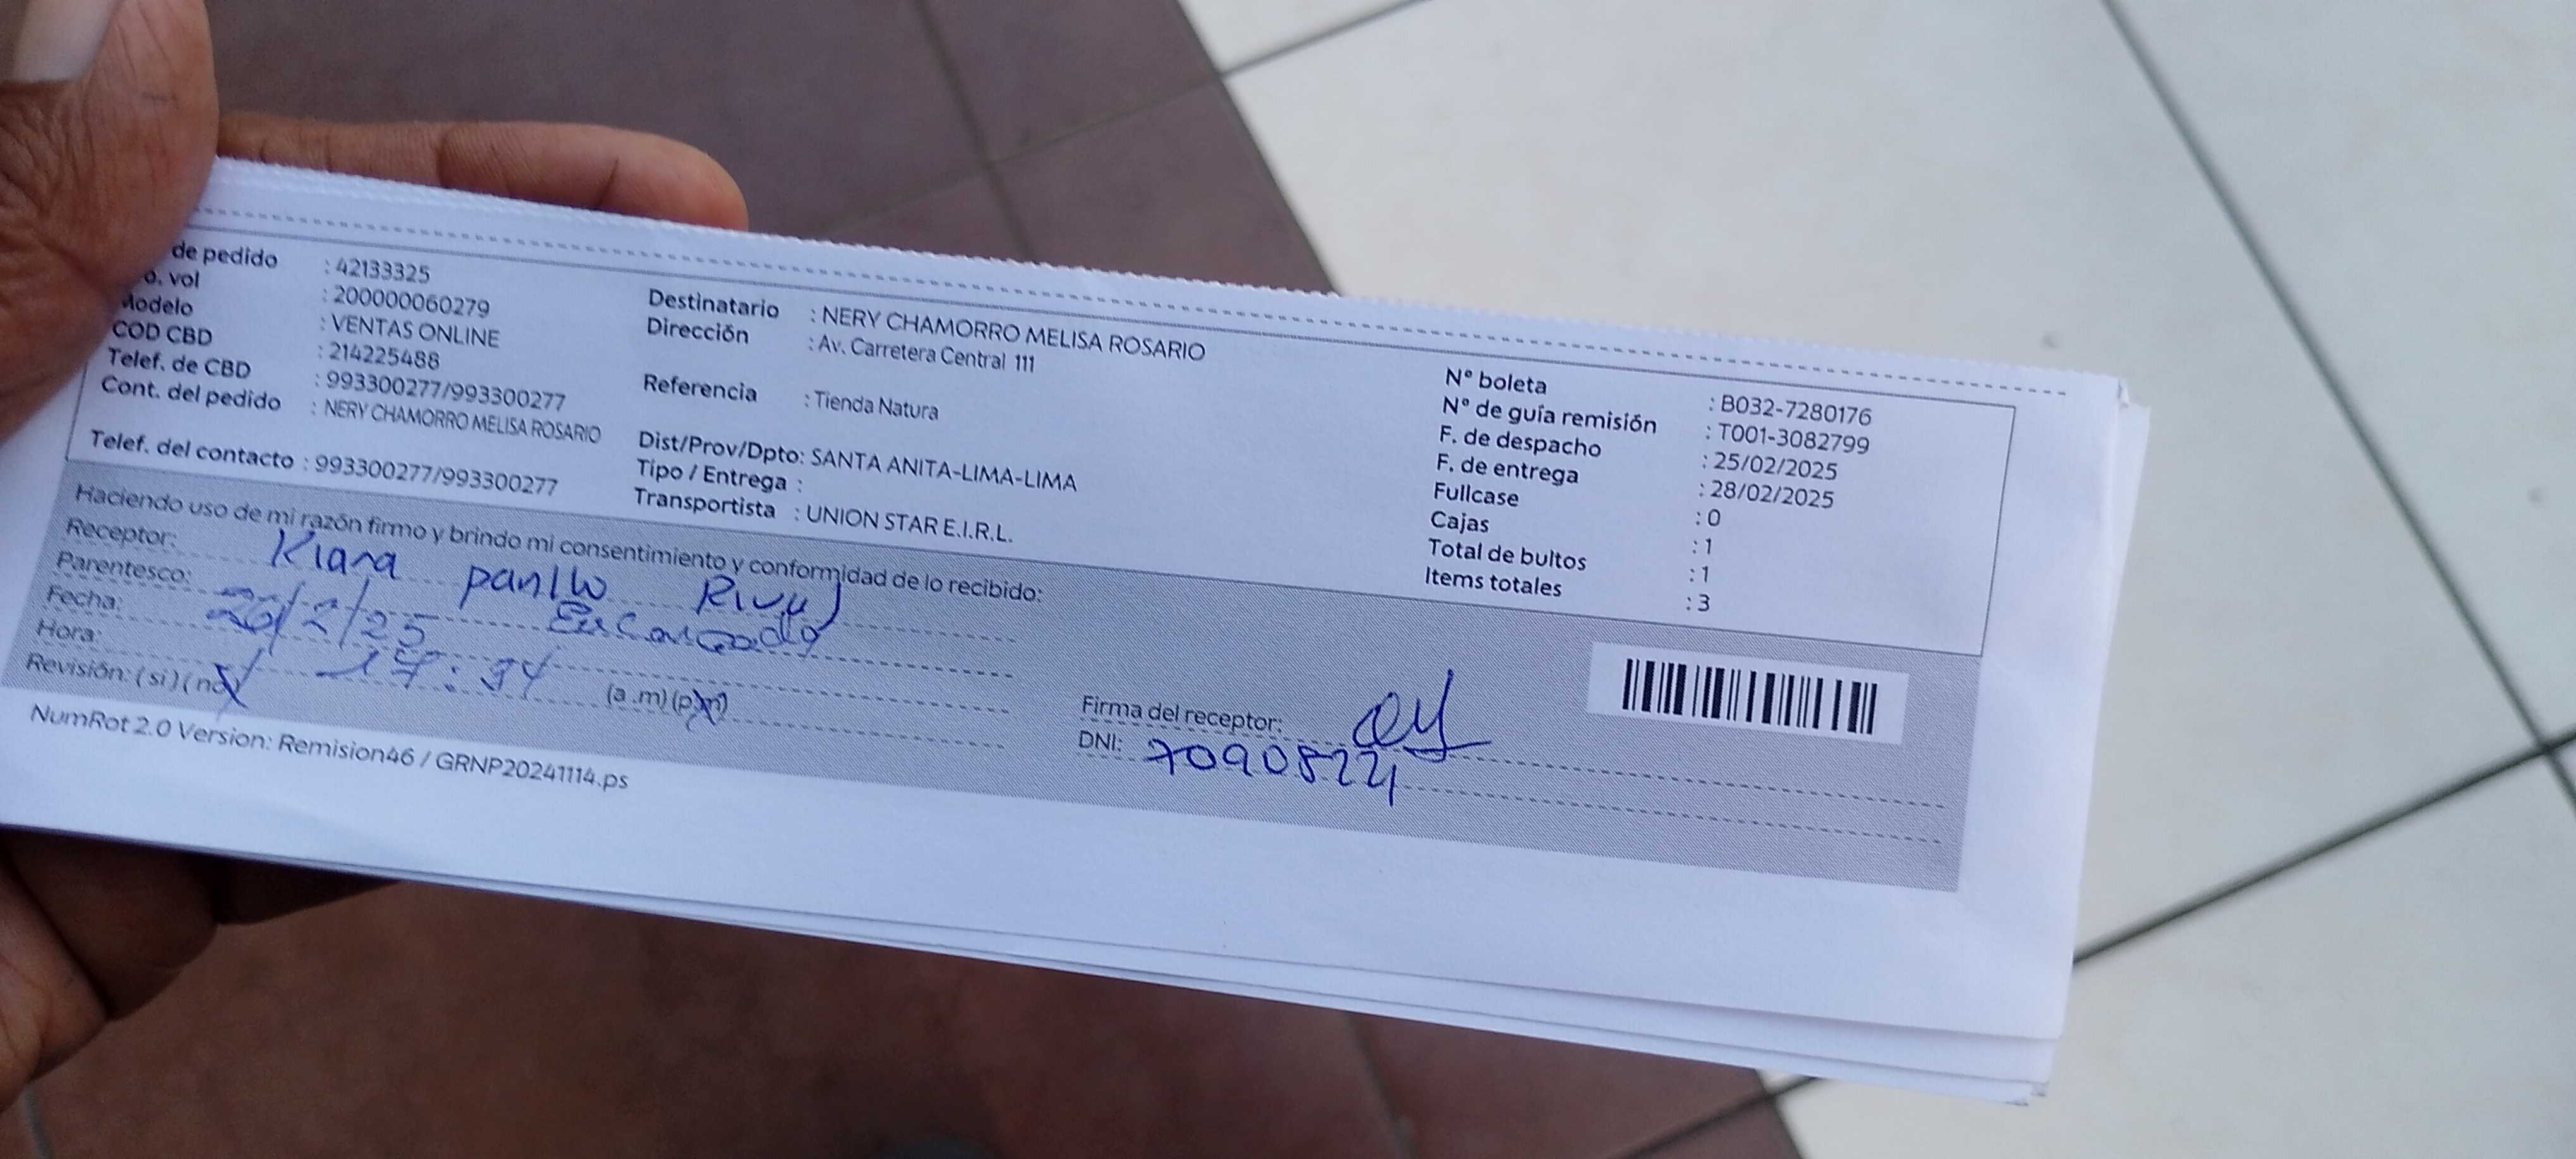 de pedido : 42133325
o. vol : 200000060279
Modelo : VENTAS ONLINE
COD CBD : 214225488
Telef. de CBD : 993300277/993300277
Cont. del pedido : NERY CHAMORRO MELISA ROSARIO
Telef. del contacto : 993300277/993300277
Destinatario : NERY CHAMORRO MELISA ROSARIO
Dirección : Av. Carretera Central 111
Referencia : Tienda Natura
Dist/Prov/Dpto: SANTA ANITA-LIMA-LIMA
Tipo / Entrega :
Transportista : UNION STAR E.I.R.L.
Nº boleta : B032-7280176
Nº de guía remisión : T001-3082799
F. de despacho : 25/02/2025
F. de entrega : 28/02/2025
Fullcase : 0
Cajas : 1
Total de bultos : 1
Items totales : 3
Haciendo uso de mi razón firmo y brindo mi consentimiento y conformidad de lo recibido:
Receptor: Kiara
Parentesco: Encargado
Fecha: 26/2/25
Hora: (a .m) (p.m)
Revisión: (si) (no)
Firma del receptor:
DNI:
NumRot 2.0 Version: Remision46 / GRNP20241114.ps